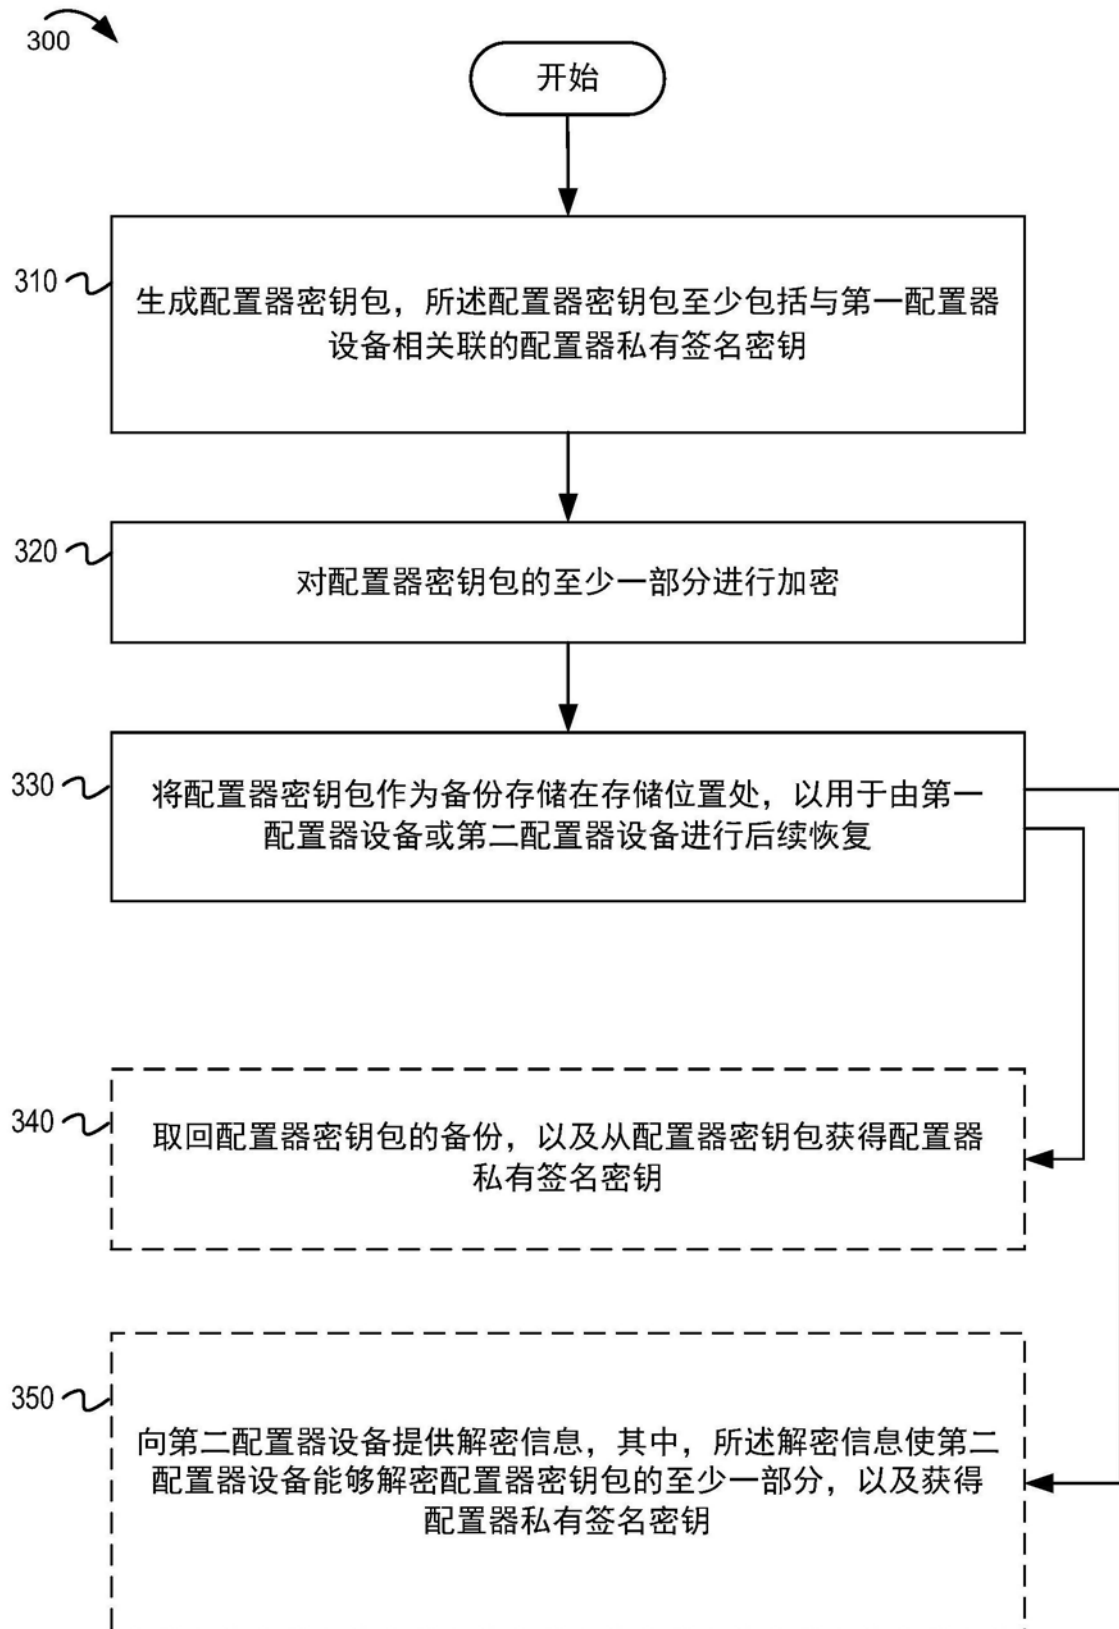 300
开始
310
生成配置器密钥包，所述配置器密钥包至少包括与第一配置器
设备相关联的配置器私有签名密钥
320
对配置器密钥包的至少一部分进行加密
330
将配置器密钥包作为备份存储在存储位置处，以用于由第一
配置器设备或第二配置器设备进行后续恢复
340
取回配置器密钥包的备份，以及从配置器密钥包获得配置器
私有签名密钥
350
向第二配置器设备提供解密信息，其中，所述解密信息使第二
配置器设备能够解密配置器密钥包的至少一部分，以及获得
配置器私有签名密钥